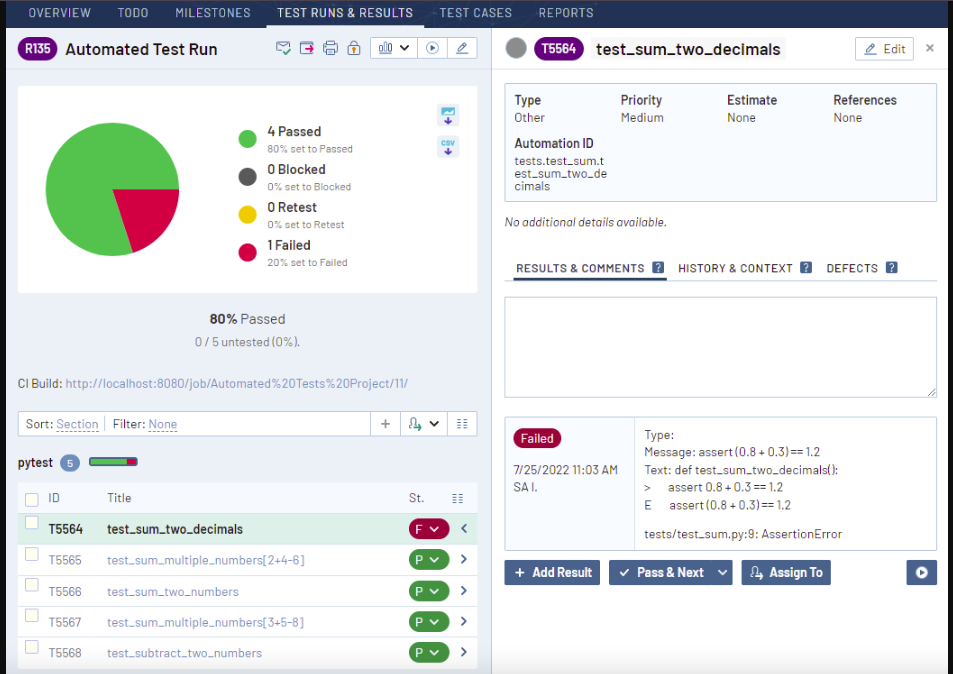 OVERVIEW TODO MILESTONES TEST RUNS & RESULTS TEST CASES REPORTS
R135 Automated Test Run
4 Passed
80% set to Passed
0 Blocked
0% set to Blocked
0 Retest
0% set to Retest
1 Failed
20% set to Failed
CSV
80% Passed
0 / 5 untested (0%).
CI Build: http://localhost:8080/job/Automated%20Tests%20Project/11/
Sort: Section Filter: None
pytest 5
ID Title St.
T5564 test_sum_two_decimals F
T5565 test_sum_multiple_numbers[2+4-6] P
T5566 test_sum_two_numbers P
T5567 test_sum_multiple_numbers[3+5-8] P
T5568 test_subtract_two_numbers P
T5564 test_sum_two_decimals Edit
Type Priority Estimate References
Other Medium None None
Automation ID
tests.test_sum.t
est_sum_two_de
cimals
No additional details available.
RESULTS & COMMENTS ? HISTORY & CONTEXT ? DEFECTS ?
Failed
7/25/2022 11:03 AM
SA I.
Type:
Message: assert (0.8 + 0.3) == 1.2
Text: def test_sum_two_decimals():
> assert 0.8 + 0.3 == 1.2
E assert (0.8 + 0.3) == 1.2
tests/test_sum.py:9: AssertionError
+ Add Result Pass & Next Assign To